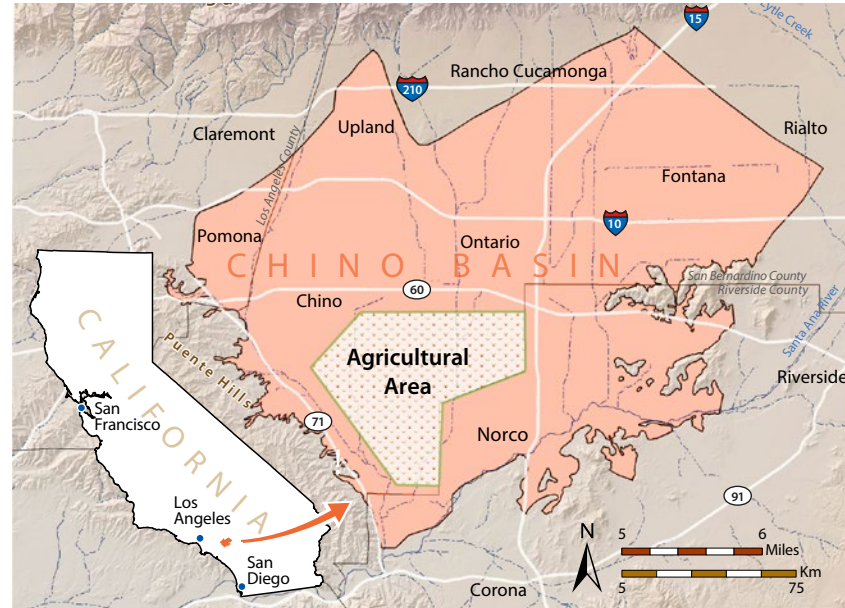 15
Lytle Creek
Rancho Cucamonga
210
Claremont
Upland
Rialto
Los Angeles County
Fontana
Pomona
10
Ontario
CHINO BASIN
San Bernardino County
Riverside County
60
Chino
Santa Ana River
Agricultural
Area
Puente Hills
Riverside
CALIFORNIA
San
Francisco
71
Norco
91
Los
Angeles
San
Diego
N
5
6
Miles
Km
5
75
Corona